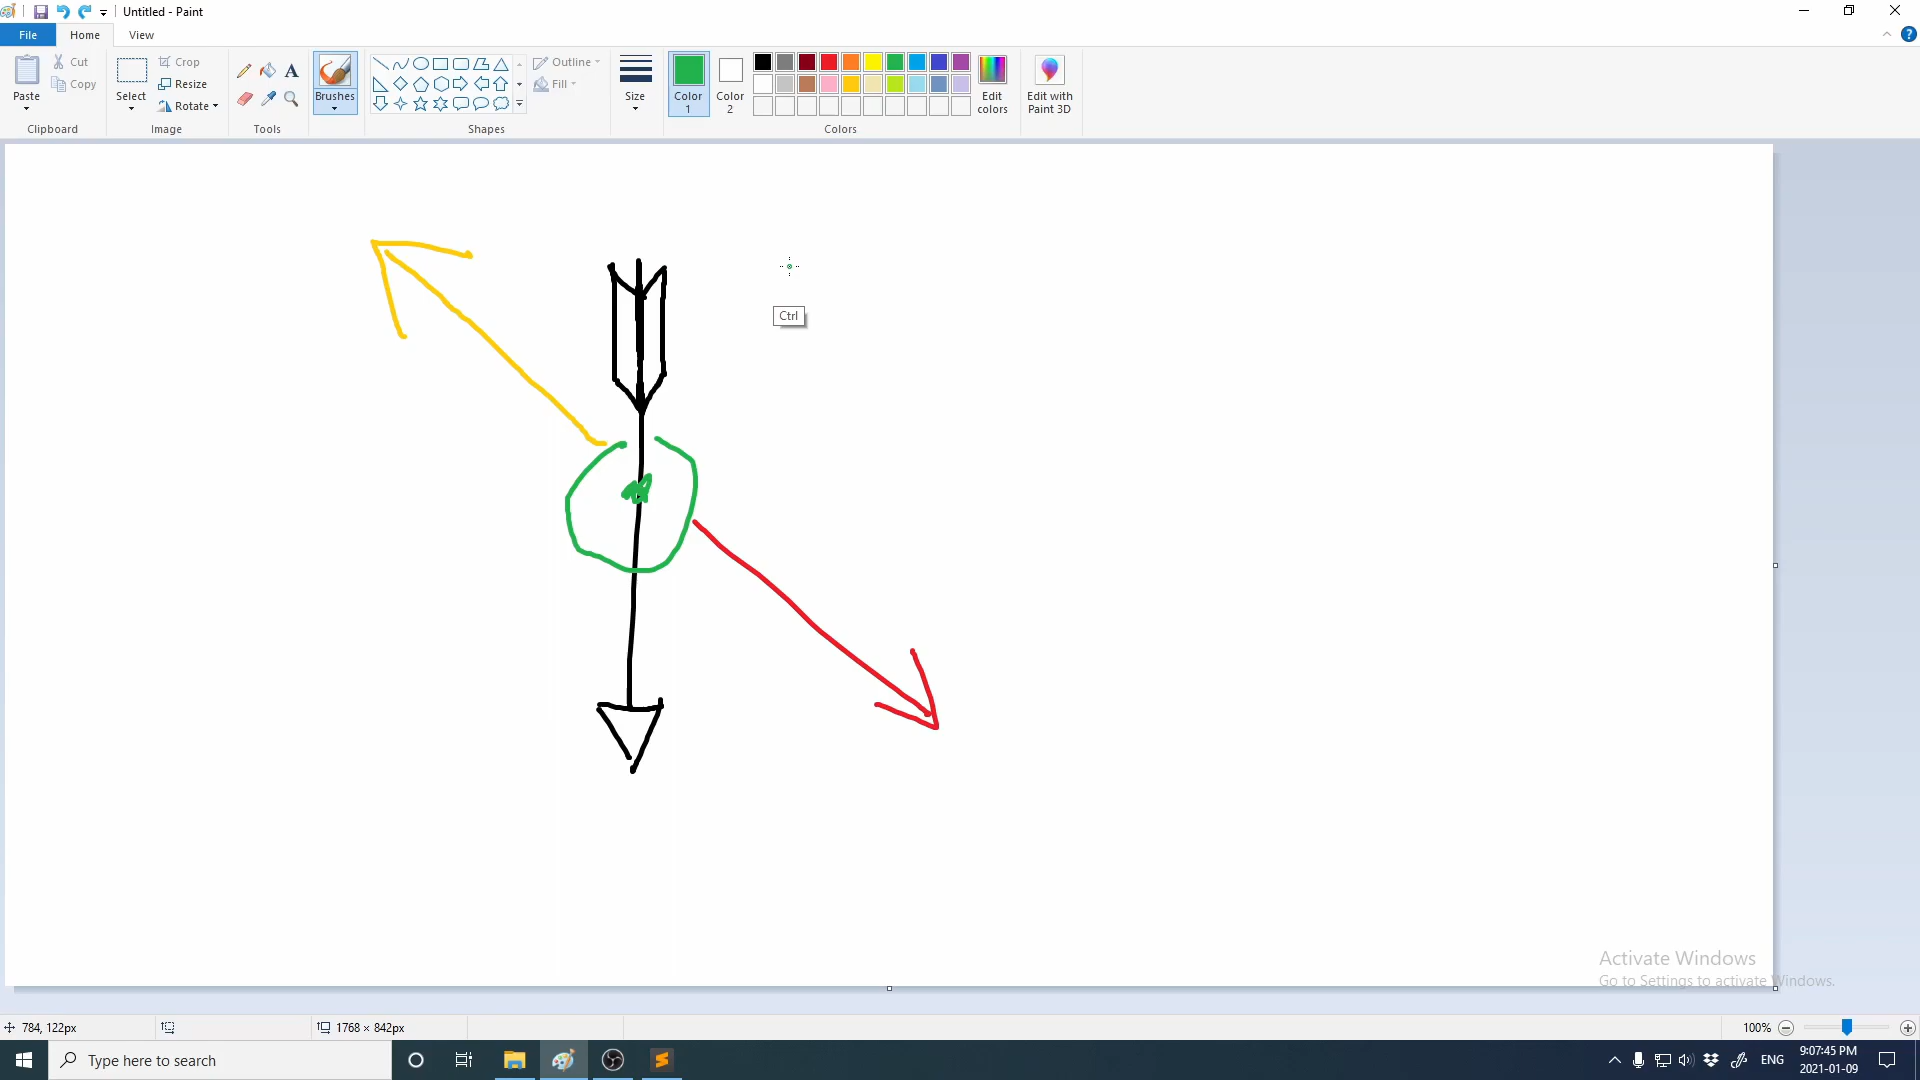 Untitled - Paint
File
Home
View
Paste
Cut
Copy
Clipboard
Select
Crop
Resize
Rotate
Image
A
Tools
Brushes
Outline
Fill
Shapes
Size
Color 1
Color 2
Edit colors
Colors
Edit with Paint 3D
?
Ctrl
Activate Windows
Go to Settings to activate Windows.
784, 122px
1768 × 842px
100%
Type here to search
ENG
9:07:45 PM
2021-01-09